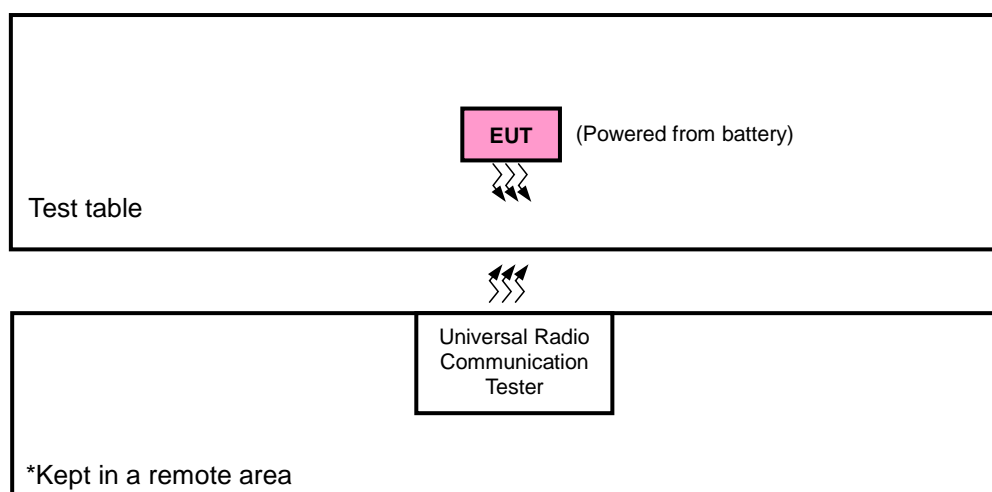 EUT
(Powered from battery)
Test table
Universal Radio
Communication
Tester
*Kept in a remote area